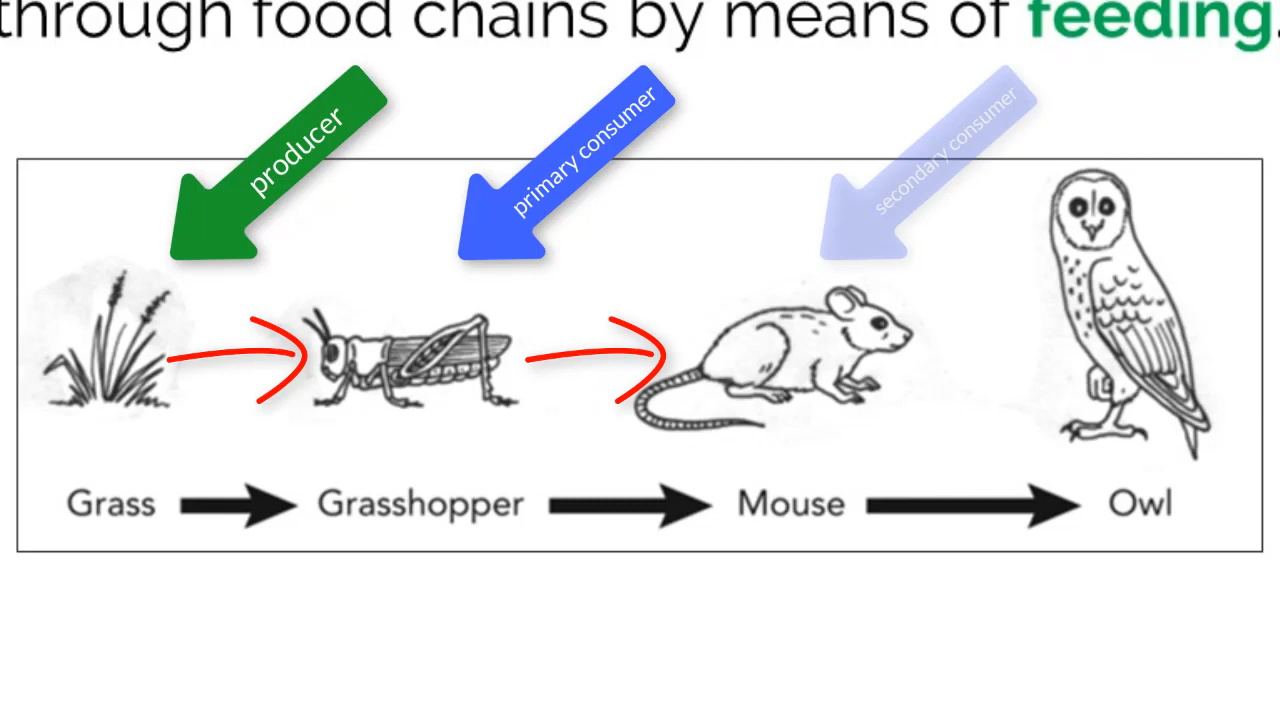 through food chains by means of feeding.
producer
primary consumer
secondary consumer
Grass Grasshopper Mouse Owl